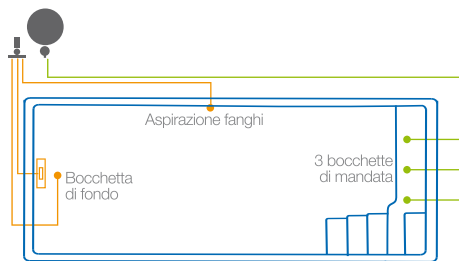 Aspirazione fanghi
3 bocchette
di mandata
Bocchetta
di fondo